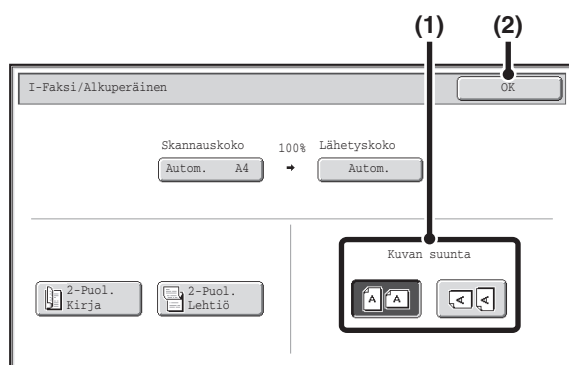 (1) (2)
I-Faksi/Alkuperäinen OK
Skannauskoko 100% Lähetyskoko
Autom. A4 Autom.
Kuvan suunta
2-Puol. 2-Puol.
Kirja Lehtiö
A A A A